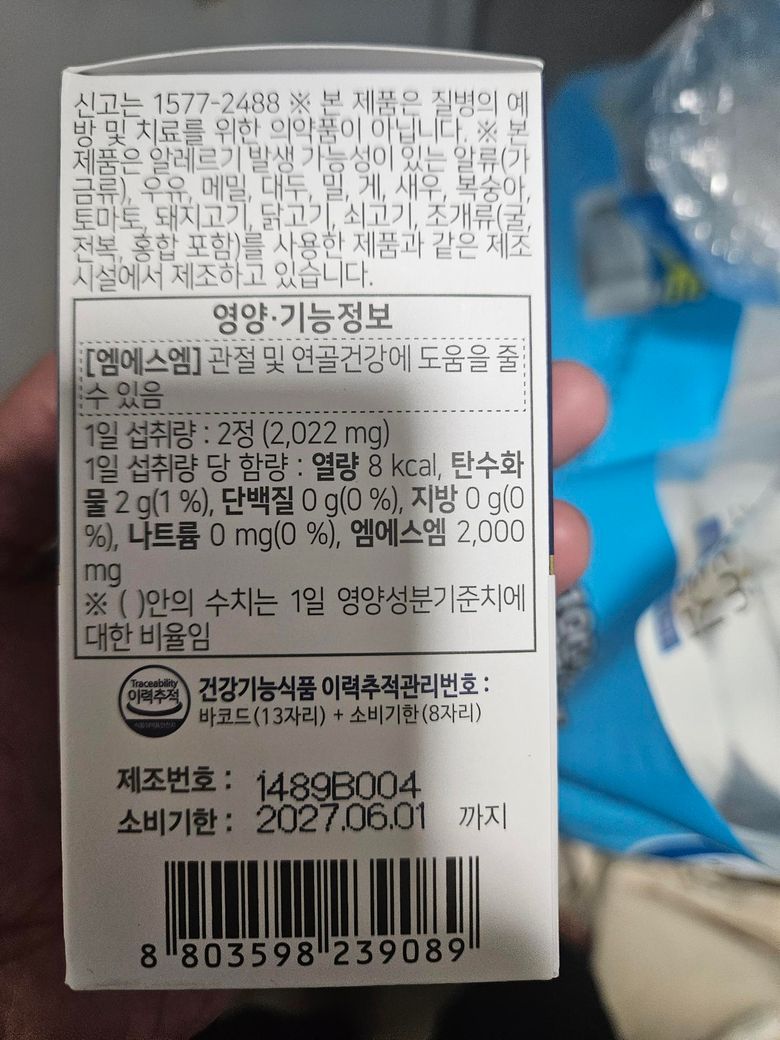 신고는 1577-2488 ※ 본 제품은 질병의 예
방 및 치료를 위한 의약품이 아닙니다. ※ 본
제품은 알레르기 발생 가능성이 있는 알류(가
금류), 우유, 메밀, 대두, 밀, 게, 새우, 복숭아,
토마토, 돼지고기, 닭고기, 쇠고기, 조개류(굴,
전복, 홍합 포함)를 사용한 제품과 같은 제조
시설에서 제조하고 있습니다.
영양·기능정보
[엠에스엠] 관절 및 연골건강에 도움을 줄
수 있음
1일 섭취량 : 2정 (2,022 mg)
1일 섭취량 당 함량 : 열량 8 kcal, 탄수화
물 2 g(1 %), 단백질 0 g(0 %), 지방 0 g(0
%), 나트륨 0 mg(0 %), 엠에스엠 2,000
mg
※ ( )안의 수치는 1일 영양성분기준치에
대한 비율임
Traceability
이력추적
건강기능식품 이력추적관리번호 :
바코드(13자리) + 소비기한(8자리)
제조번호 : i489B004
소비기한 : 2027.06.01 까지
8 803598 239089